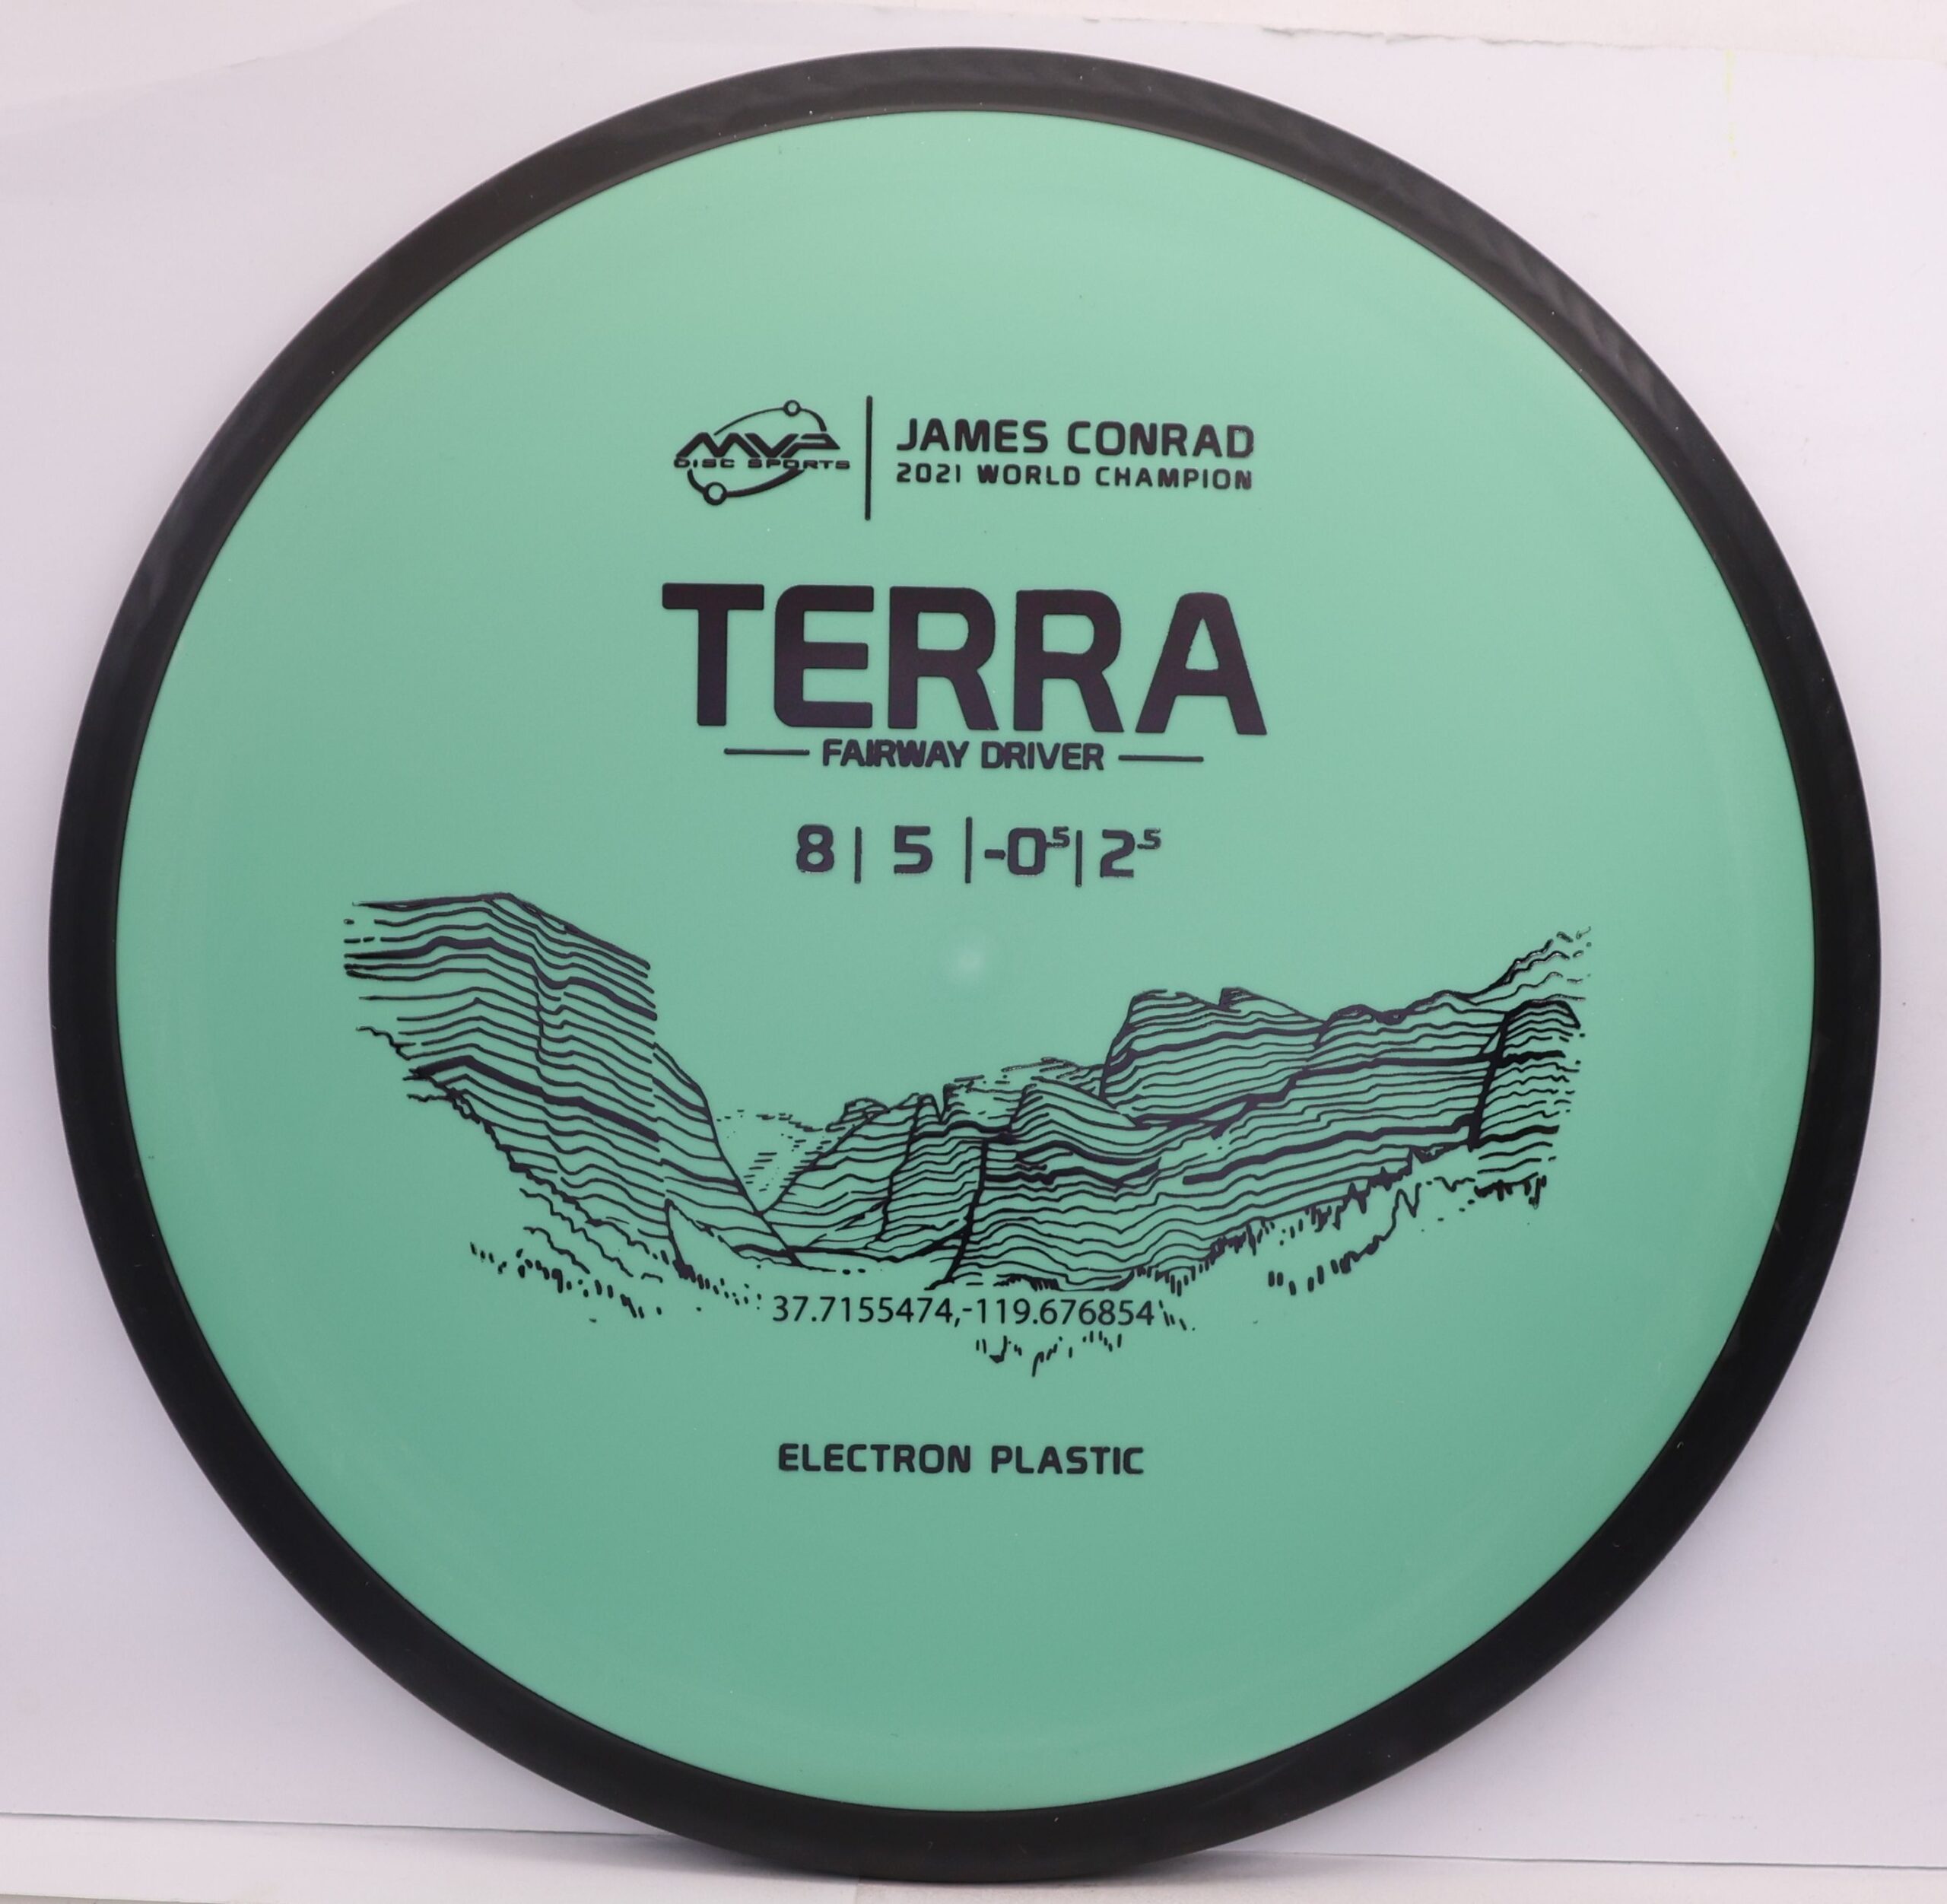 MVP
DISC SPORTS
JAMES CONRAD
2021 WORLD CHAMPION
TERRA
FAIRWAY DRIVER
8 | 5 | -0⁵ | 2⁵
37.7155474,-119.676854
ELECTRON PLASTIC